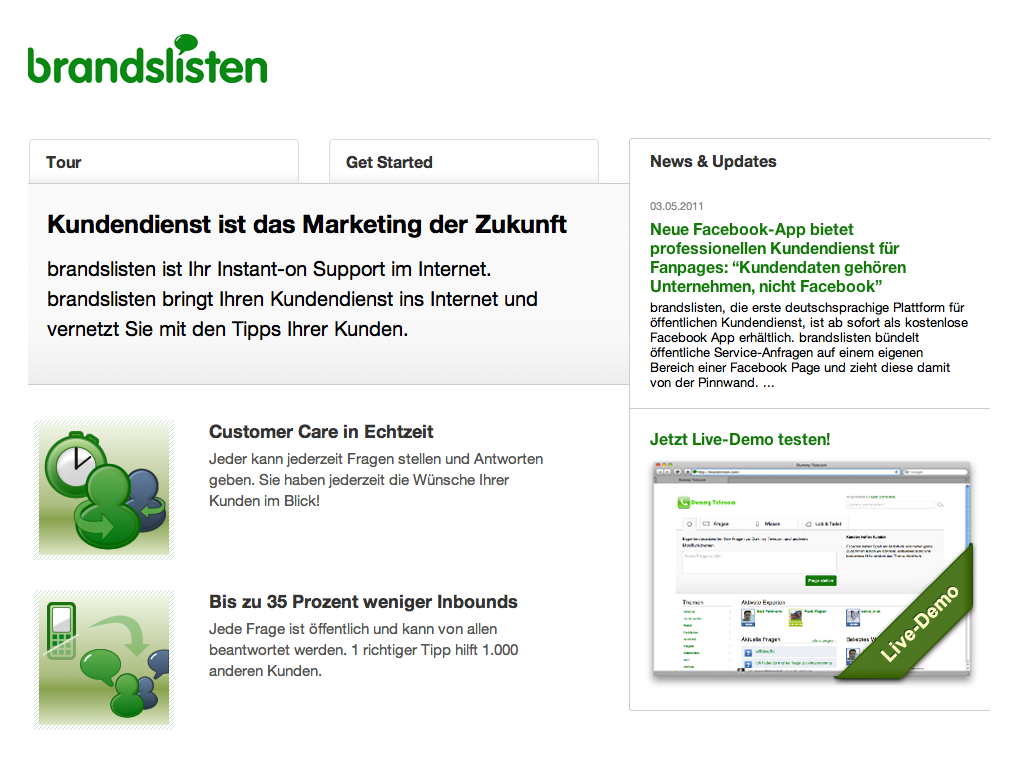 brandslisten
Tour
Get Started
Kundendienst ist das Marketing der Zukunft
brandslisten ist Ihr Instant-on Support im Internet.
brandslisten bringt Ihren Kundendienst ins Internet und
vernetzt Sie mit den Tipps Ihrer Kunden.
Customer Care in Echtzeit
Jeder kann jederzeit Fragen stellen und Antworten
geben. Sie haben jederzeit die Wünsche Ihrer
Kunden im Blick!
Bis zu 35 Prozent weniger Inbounds
Jede Frage ist öffentlich und kann von allen
beantwortet werden. 1 richtiger Tipp hilft 1.000
anderen Kunden.
News & Updates
03.05.2011
Neue Facebook-App bietet
professionellen Kundendienst für
Fanpages: “Kundendaten gehören
Unternehmen, nicht Facebook”
brandslisten, die erste deutschsprachige Plattform für
öffentlichen Kundendienst, ist ab sofort als kostenlose
Facebook App erhältlich. brandslisten bündelt
öffentliche Service-Anfragen auf einem eigenen
Bereich einer Facebook Page und zieht diese damit
von der Pinnwand. ...
Jetzt Live-Demo testen!
Dummy Telecom
Dummy Telecom
Dummy Telecom
Fragen
Wissen
Lob & Tadel
Frage stellen
Themen
Aktivste Experten
Aktuelle Fragen
Live-Demo